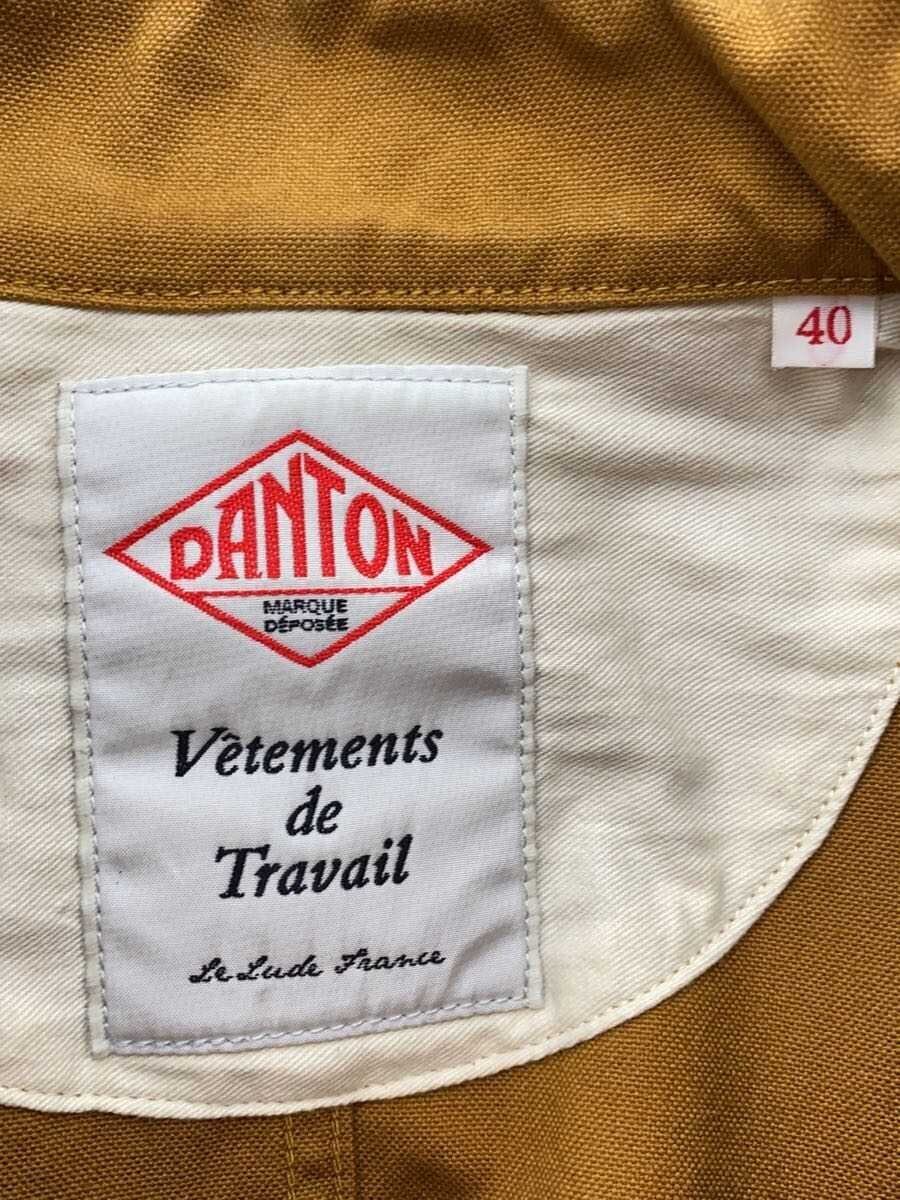 40
DANTON
MARQUE
DÉPOSÉE
Vêtements
de
Travail
Le Lude France